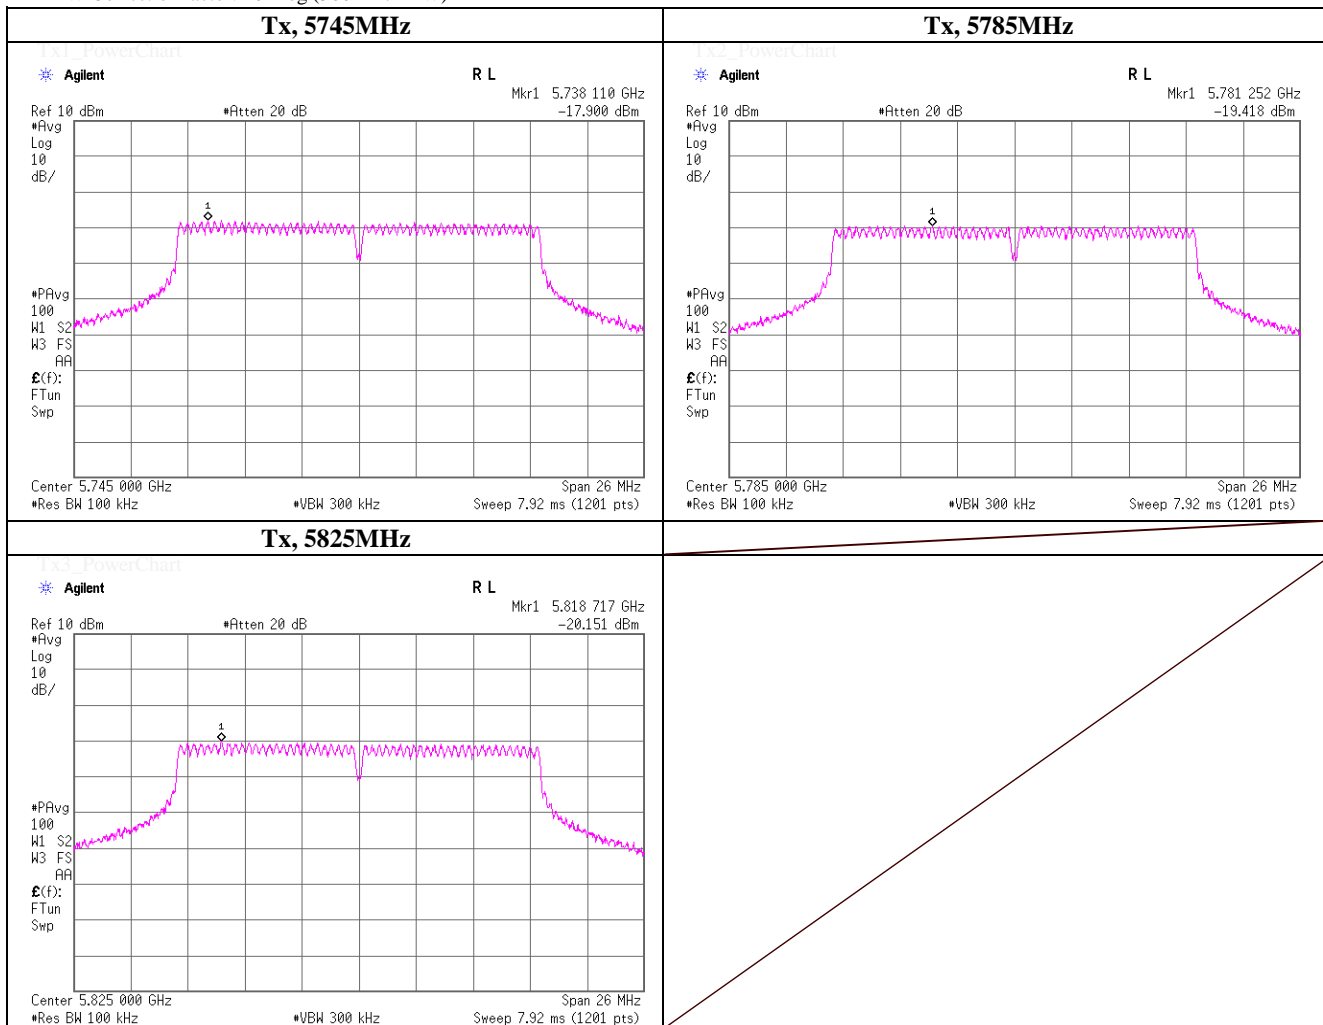 Tx, 5745MHz
Tx, 5785MHz
Tx1_PowerChart
Agilent
R L
Mkr1 5.738 110 GHz
Ref 10 dBm
#Atten 20 dB
-17.900 dBm
#Avg
Log
10
dB/
1
#PAvg
100
W1 S2
W3 FS
AA
£(f):
FTun
Swp
Center 5.745 000 GHz
Span 26 MHz
#Res BW 100 kHz
#VBW 300 kHz
Sweep 7.92 ms (1201 pts)
Tx2_PowerChart
Agilent
R L
Mkr1 5.781 252 GHz
Ref 10 dBm
#Atten 20 dB
-19.418 dBm
#Avg
Log
10
dB/
1
#PAvg
100
W1 S2
W3 FS
AA
£(f):
FTun
Swp
Center 5.785 000 GHz
Span 26 MHz
#Res BW 100 kHz
#VBW 300 kHz
Sweep 7.92 ms (1201 pts)
Tx, 5825MHz
Tx3_PowerChart
Agilent
R L
Mkr1 5.818 717 GHz
Ref 10 dBm
#Atten 20 dB
-20.151 dBm
#Avg
Log
10
dB/
1
#PAvg
100
W1 S2
W3 FS
AA
£(f):
FTun
Swp
Center 5.825 000 GHz
Span 26 MHz
#Res BW 100 kHz
#VBW 300 kHz
Sweep 7.92 ms (1201 pts)